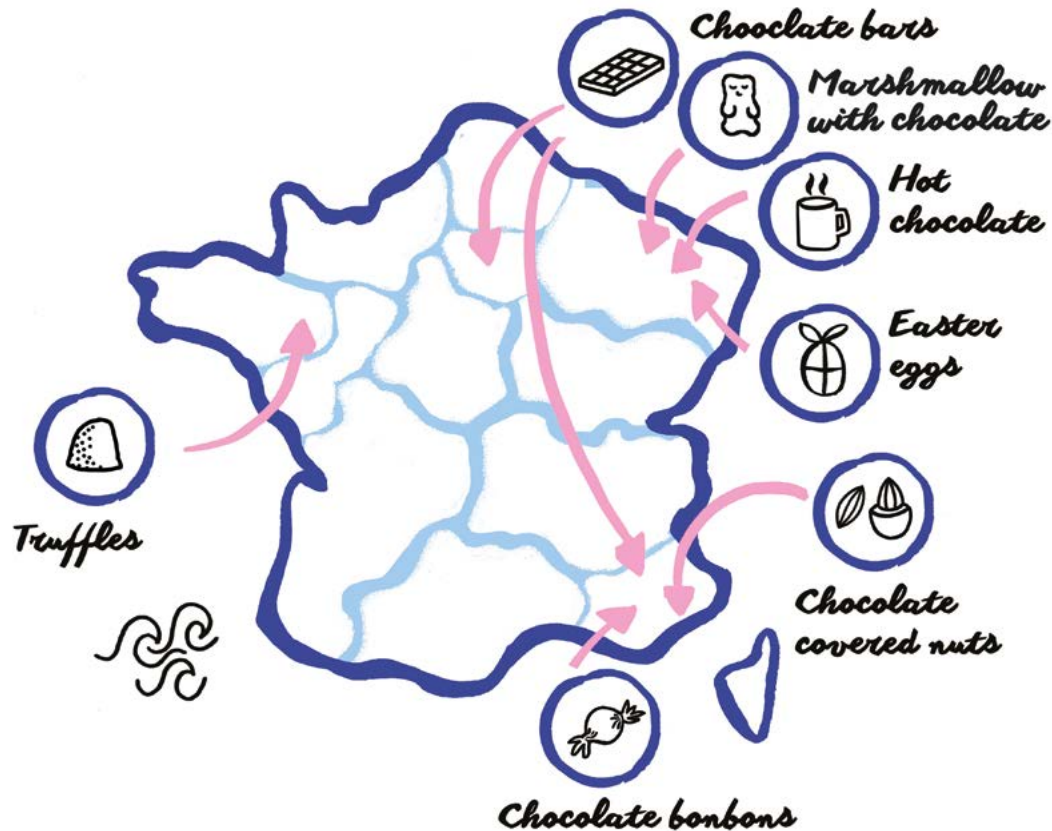 Chooclate bars
Marshmallow
with chocolate
Hot
chocolate
Easter
eggs
Truffles
Chocolate
covered nuts
Chocolate bonbons